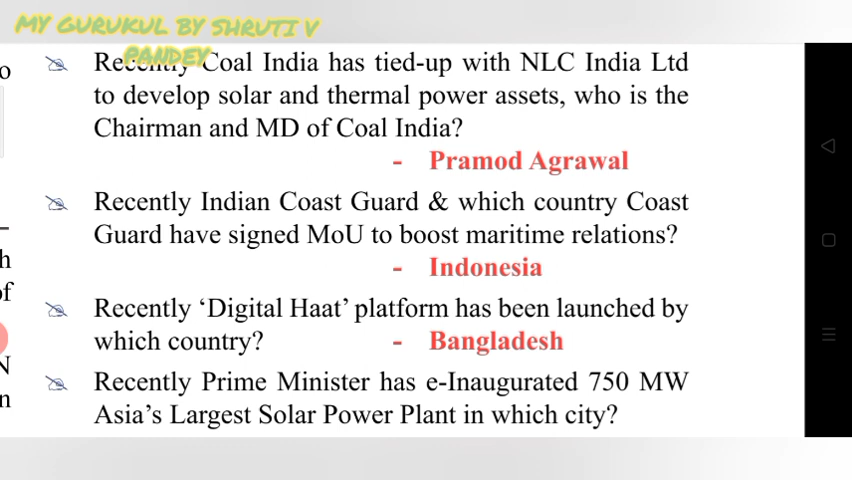 MY GURUKUL BY SHRUTI V
PANDEY
o
Recently Coal India has tied-up with NLC India Ltd
to develop solar and thermal power assets, who is the
Chairman and MD of Coal India?
- Pramod Agrawal
Recently Indian Coast Guard & which country Coast
Guard have signed MoU to boost maritime relations?
h
- Indonesia
of
Recently ‘Digital Haat’ platform has been launched by
which country? - Bangladesh
N
Recently Prime Minister has e-Inaugurated 750 MW
n
Asia’s Largest Solar Power Plant in which city?